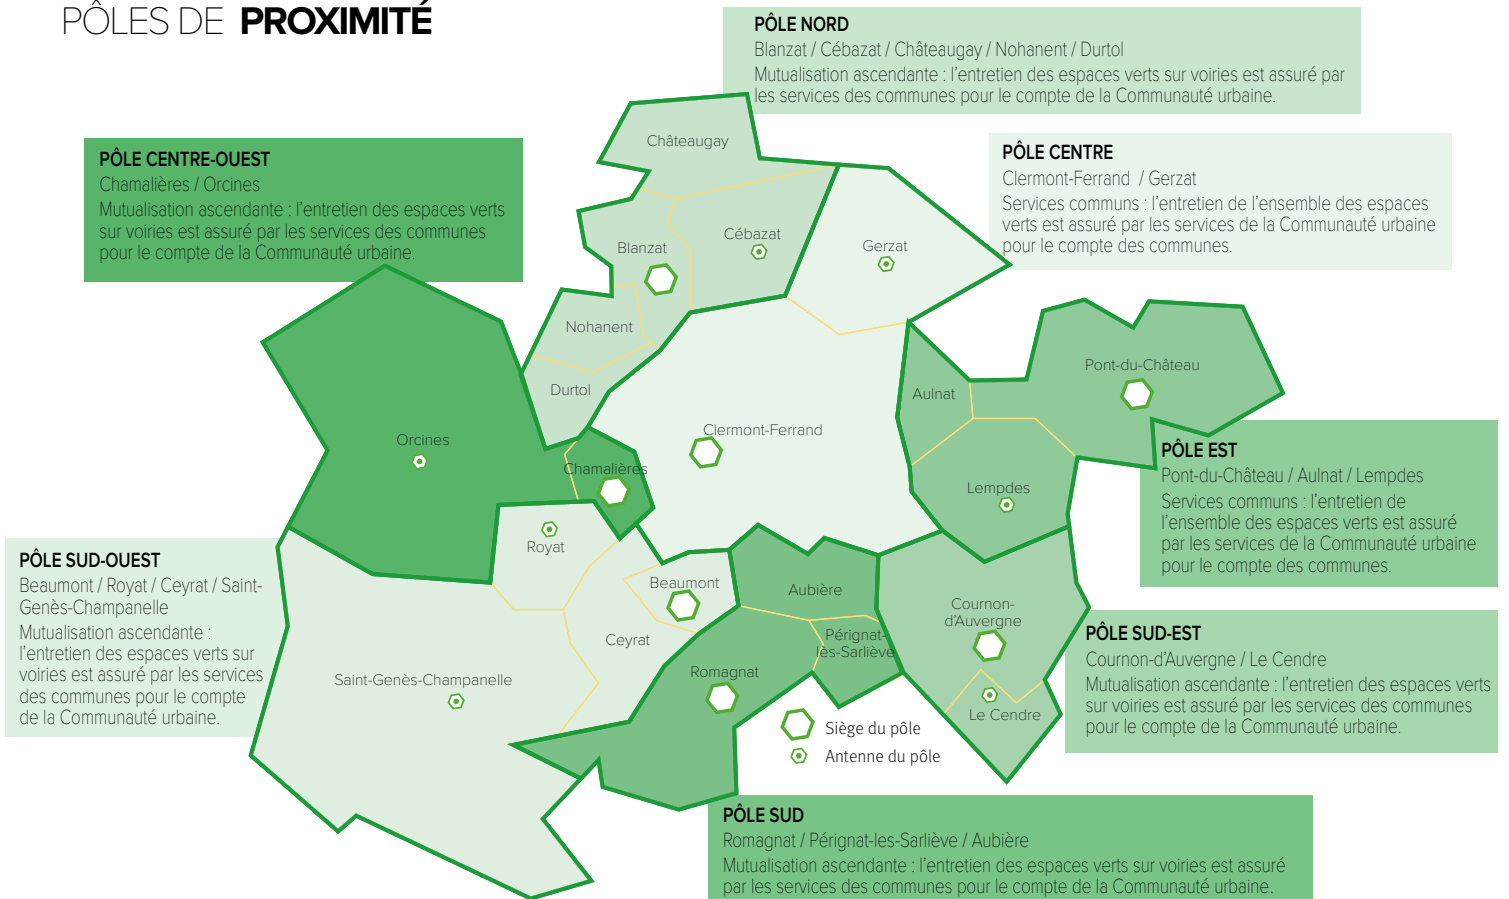 PÔLES DE PROXIMITÉ
PÔLE NORD
Blanzat / Cébazat / Châteaugay / Nohanent / Durtol
Mutualisation ascendante : l'entretien des espaces verts sur voiries est assuré par
les services des communes pour le compte de la Communauté urbaine.
PÔLE CENTRE-OUEST
Chamalières / Orcines
Mutualisation ascendante : l'entretien des espaces verts
sur voiries est assuré par les services des communes
pour le compte de la Communauté urbaine.
PÔLE CENTRE
Clermont-Ferrand / Gerzat
Services communs : l'entretien de l'ensemble des espaces
verts est assuré par les services de la Communauté urbaine
pour le compte des communes.
Châteaugay
Cébazat
Blanzat
Gerzat
Nohanent
Durtol
Pont-du-Château
Aulnat
Orcines
Clermont-Ferrand
Chamalières
Lempdes
Royat
Beaumont
Aubière
Cournon-
d'Auvergne
Ceyrat
Pérignat-
lès-Sarliève
Romagnat
Saint-Genès-Champanelle
Le Cendre
PÔLE EST
Pont-du-Château / Aulnat / Lempdes
Services communs : l'entretien de
l'ensemble des espaces verts est assuré
par les services de la Communauté urbaine
pour le compte des communes.
PÔLE SUD-OUEST
Beaumont / Royat / Ceyrat / Saint-
Genès-Champanelle
Mutualisation ascendante :
l'entretien des espaces verts sur
voiries est assuré par les services
des communes pour le compte
de la Communauté urbaine.
PÔLE SUD-EST
Cournon-d'Auvergne / Le Cendre
Mutualisation ascendante : l'entretien des espaces verts
sur voiries est assuré par les services des communes
pour le compte de la Communauté urbaine.
Siège du pôle
Antenne du pôle
PÔLE SUD
Romagnat / Pérignat-les-Sarliève / Aubière
Mutualisation ascendante : l'entretien des espaces verts sur voiries est assuré
par les services des communes pour le compte de la Communauté urbaine.